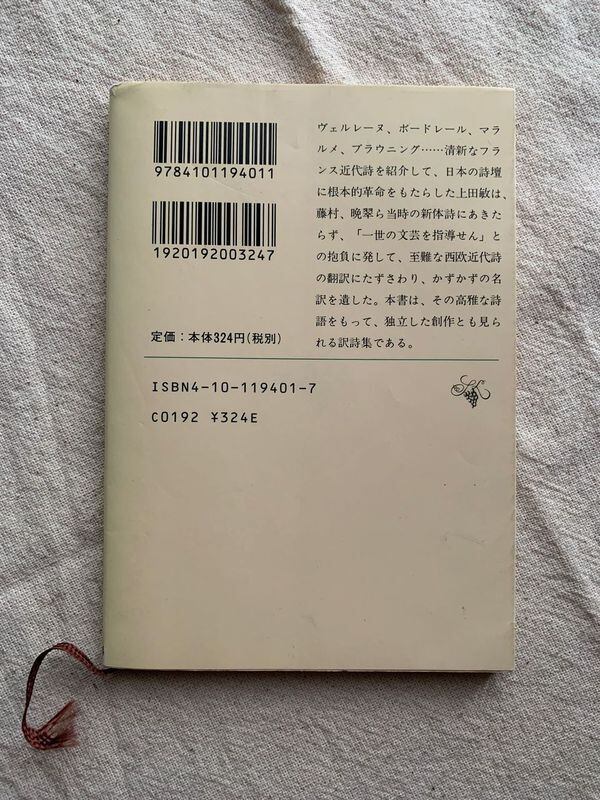 9784101194011
1920192003247
定価：本体324円(税別)
ヴェルレーヌ、ボードレール、マラ
ルメ、ブラウニング……清新なフラ
ンス近代詩を紹介して、日本の詩壇
に根本的革命をもたらした上田敏は、
藤村、晩翠ら当時の新体詩にあきた
らず、「一世の文芸を指導せん」と
の抱負に発して、至難な西欧近代詩
の翻訳にたずさわり、かずかずの名
訳を遺した。本書は、その高雅な詩
語をもって、独立した創作とも見ら
れる訳詩集である。
ISBN4-10-119401-7
C0192 ¥324E